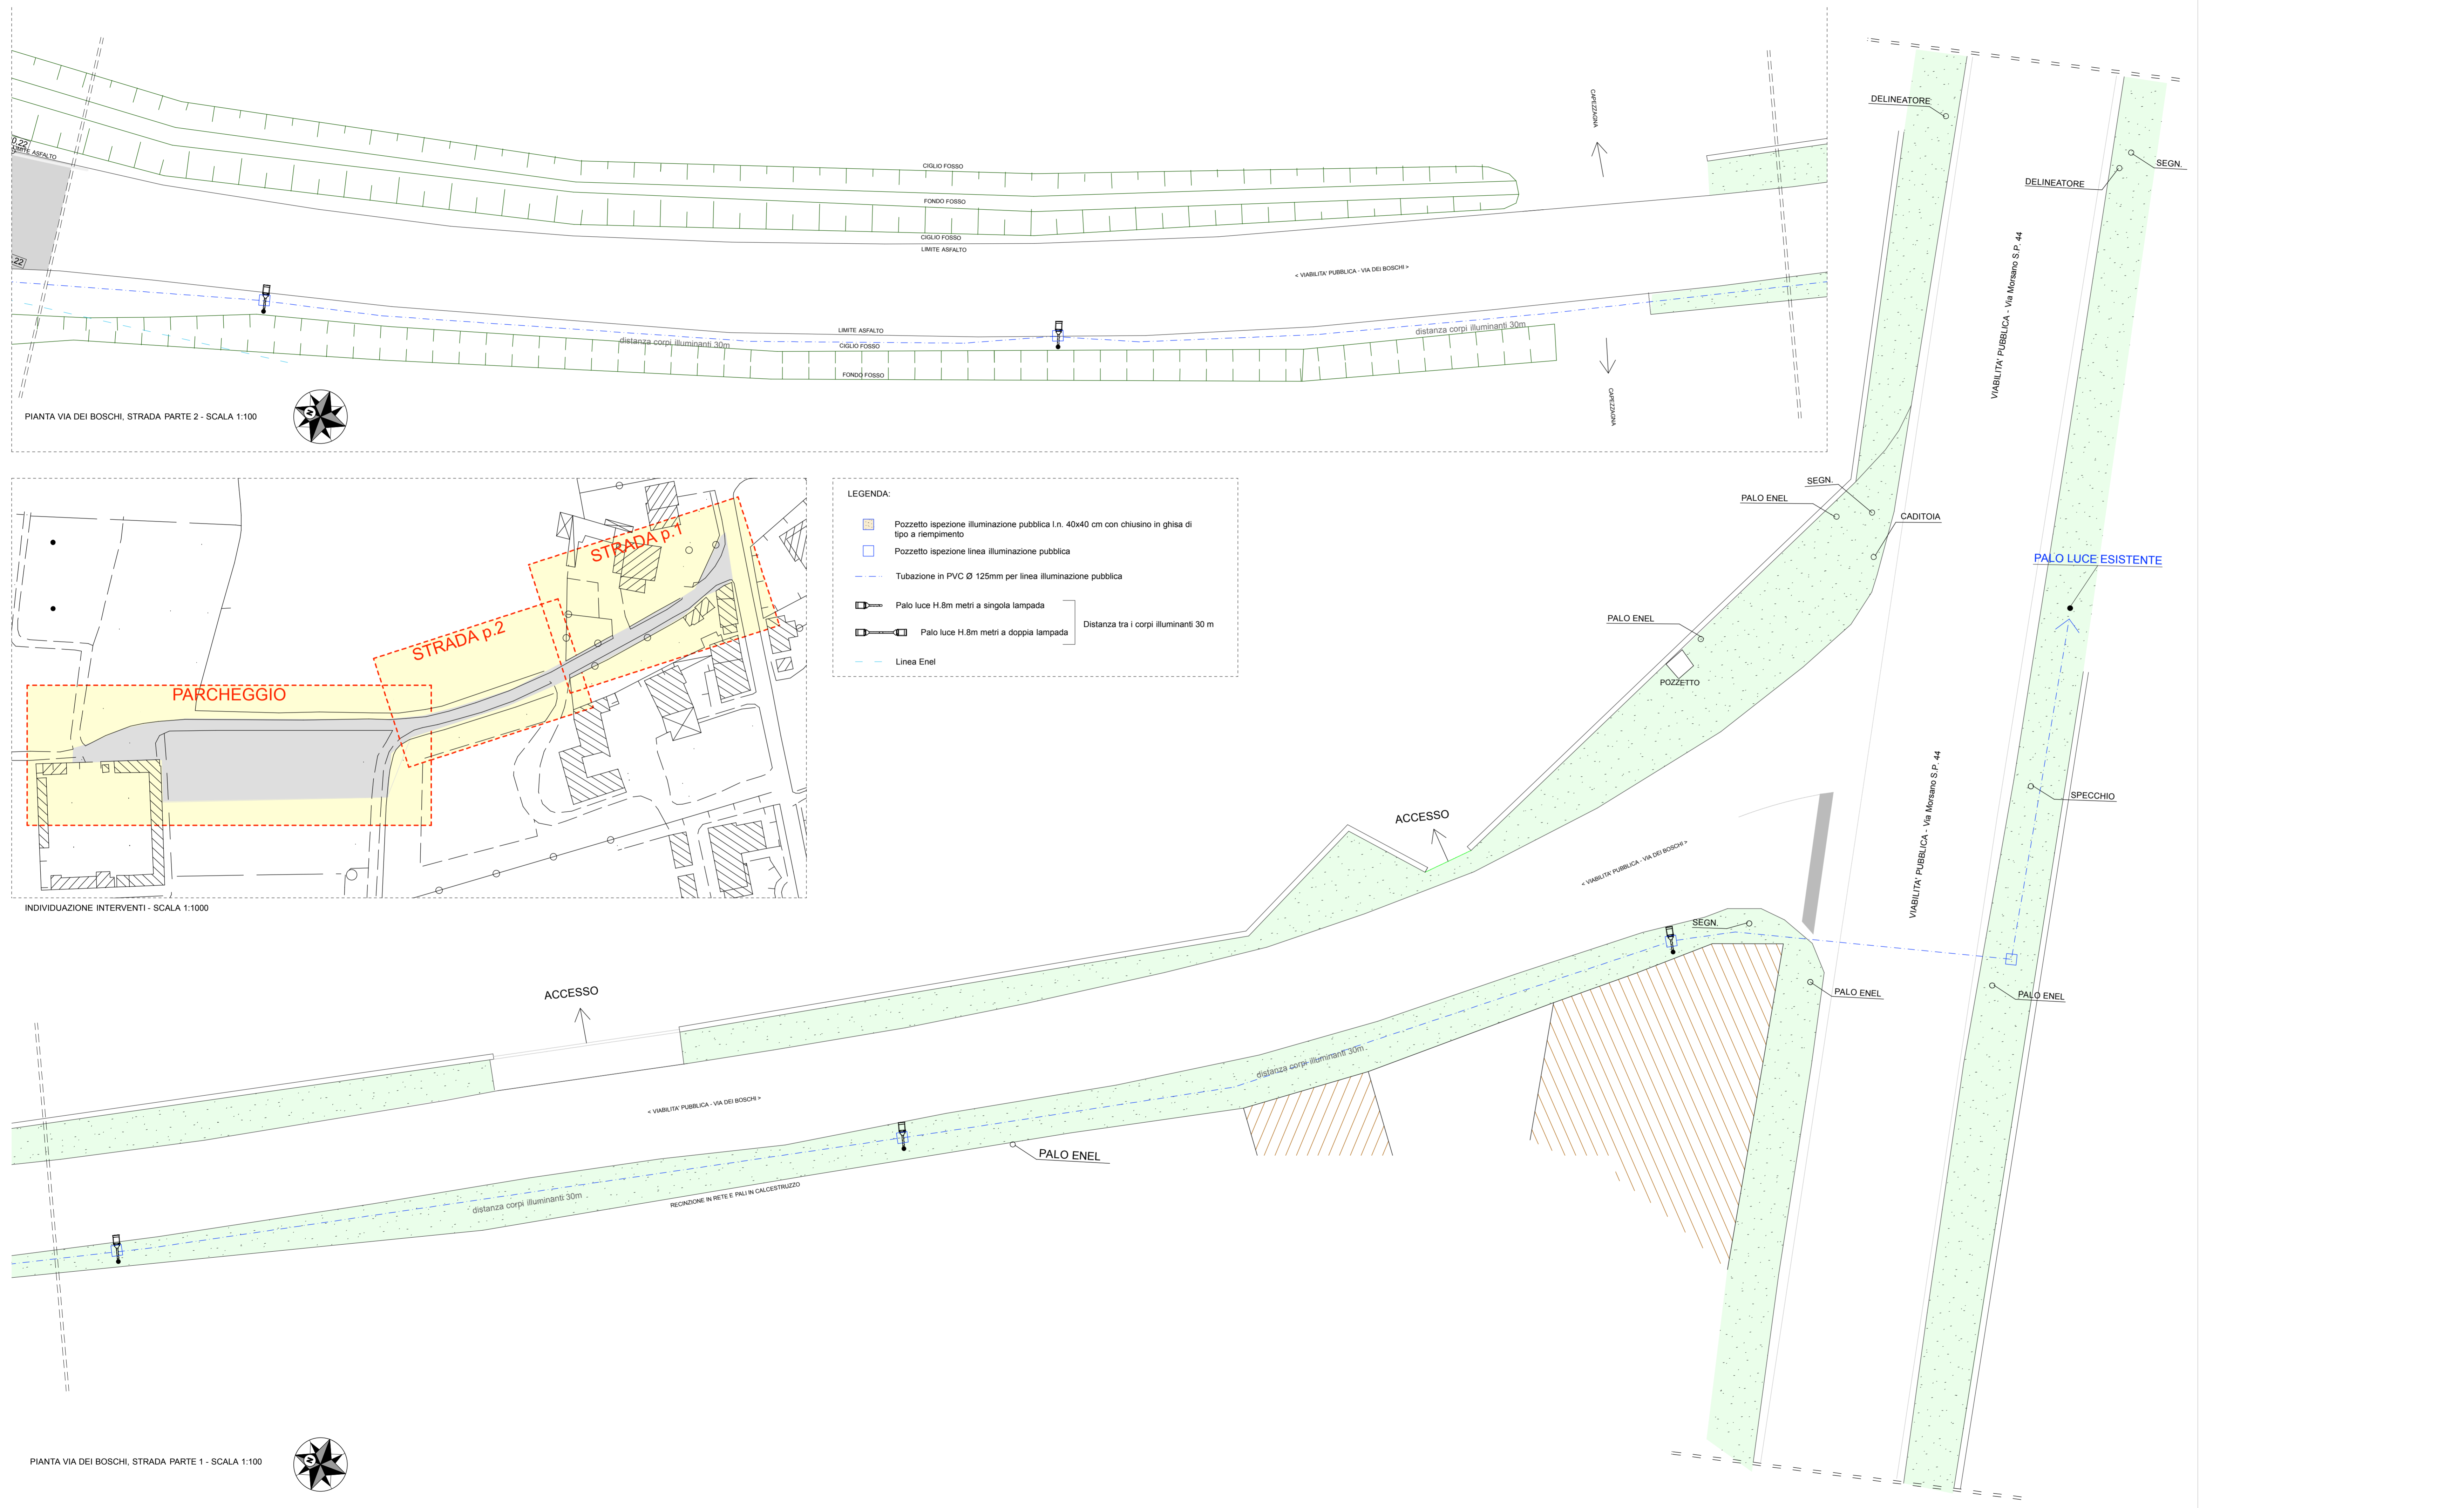 0.22
LIMITE ASFALTO
.22
CIGLIO FOSSO
FONDO FOSSO
CIGLIO FOSSO
LIMITE ASFALTO
CAPEZZAGNA
< VIABILITA' PUBBLICA - VIA DEI BOSCHI >
LIMITE ASFALTO
distanza corpi illuminanti 30m
CIGLIO FOSSO
distanza corpi illuminanti 30m
FONDO FOSSO
CAPEZZAGNA
PIANTA VIA DEI BOSCHI, STRADA PARTE 2 - SCALA 1:100
N
DELINEATORE
SEGN.
DELINEATORE
VIABILITA' PUBBLICA - Via Morsano S.P. 44
SEGN.
PALO ENEL
CADITOIA
PALO LUCE ESISTENTE
PALO ENEL
POZZETTO
STRADA p.1
STRADA p.2
PARCHEGGIO
INDIVIDUAZIONE INTERVENTI - SCALA 1:1000
LEGENDA:
Pozzetto ispezione illuminazione pubblica I.n. 40x40 cm con chiusino in ghisa di
tipo a riempimento
Pozzetto ispezione linea illuminazione pubblica
Tubazione in PVC Ø 125mm per linea illuminazione pubblica
Palo luce H.8m metri a singola lampada
Palo luce H.8m metri a doppia lampada
Distanza tra i corpi illuminanti 30 m
Linea Enel
SPECCHIO
ACCESSO
< VIABILITA' PUBBLICA - VIA DEI BOSCHI >
VIABILITA' PUBBLICA - Via Morsano S.P. 44
SEGN.
PALO ENEL
PALO ENEL
ACCESSO
distanza corpi illuminanti 30m
< VIABILITA' PUBBLICA - VIA DEI BOSCHI >
PALO ENEL
distanza corpi illuminanti 30m
RECINZIONE IN RETE E PALI IN CALCESTRUZZO
PIANTA VIA DEI BOSCHI, STRADA PARTE 1 - SCALA 1:100
N